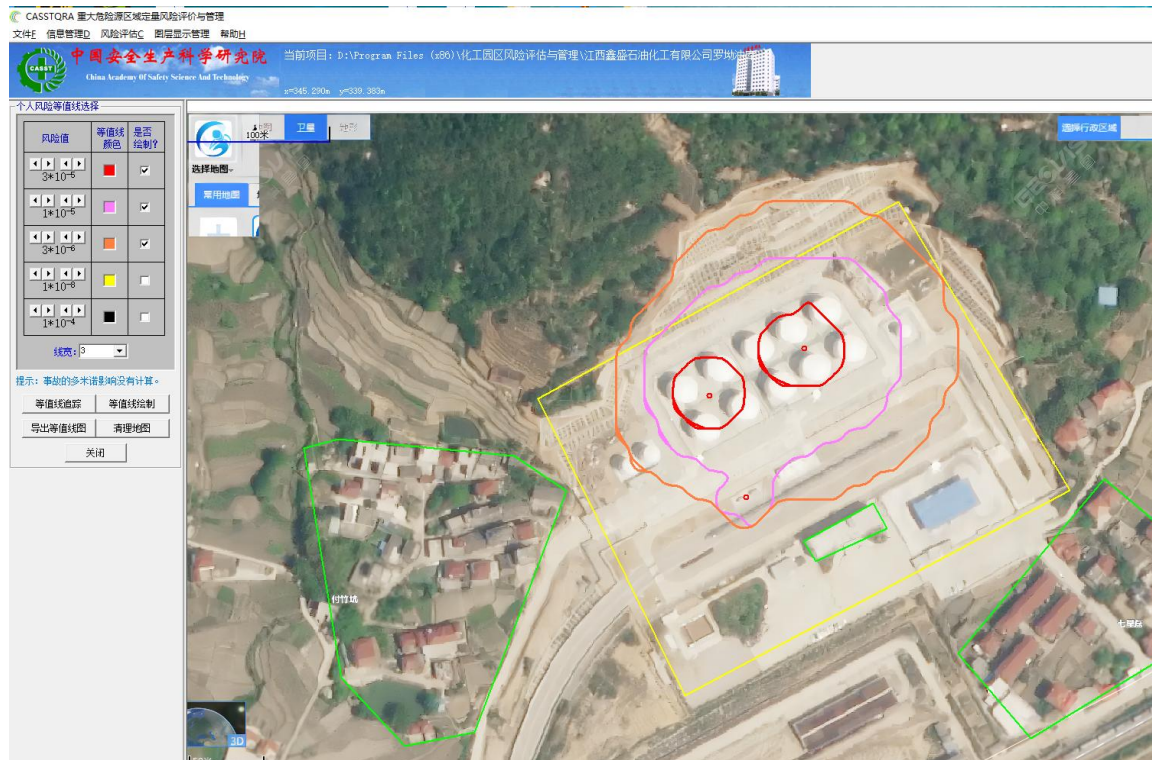 CASSTQRA 重大危险源区域定量风险评价与管理
文件F 信息管理D 风险评估C 图层显示管理 帮助H
CASST
中国安全生产科学研究院
China Academy Of Safety Science And Technology
当前项目：D:\Program Files (x86)\化工园区风险评估与管理\江西鑫盛石油化工有限公司罗坳油
x=345.290m y=339.383m
个人风险等值线选择
风险值 等值线颜色 是否绘制?
3*10-5
1*10-5
3*10-6
1*10-8
1*10-4
线宽：3
提示：事故的多米诺影响没有计算。
等值线追踪 等值线绘制
导出等值线图 清理地图
关闭
100米
卫星
选择行政区域
选择地图
常用地图
付竹坑
七里品
3D